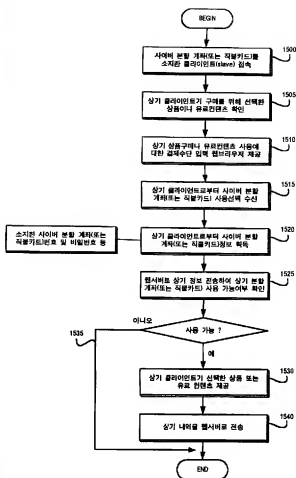 BEGIN
사이버 분할 계좌(또는 직불카드)를
소지한 클라이언트(slave) 접속
1500
상기 클라이언트가 구매를 위해 선택한
상품이나 유료컨텐츠 확인
1505
상기 상품구매나 유료컨텐츠 사용에
대한 결제수단 입력 웹브라우저 제공
1510
상기 클라이언트로부터 사이버 분할
계좌(또는 직불카드) 사용선택 수신
1515
소지한 사이버 분할 계좌(또는
직불카드)번호 및 비밀번호 등
상기 클라이언트로부터 사이버 분할
계좌(또는 직불카드)정보 획득
1520
웹서버로 상기 정보 전송하여 상기 분할
계좌(또는 직불카드) 사용 가능여부 확인
1525
아니오
사용 가능 ?
1535
예
상기 클라이언트가 선택한 상품 또는
유료 컨텐츠 제공
1530
상기 내역을 웹서버로 전송
1540
END